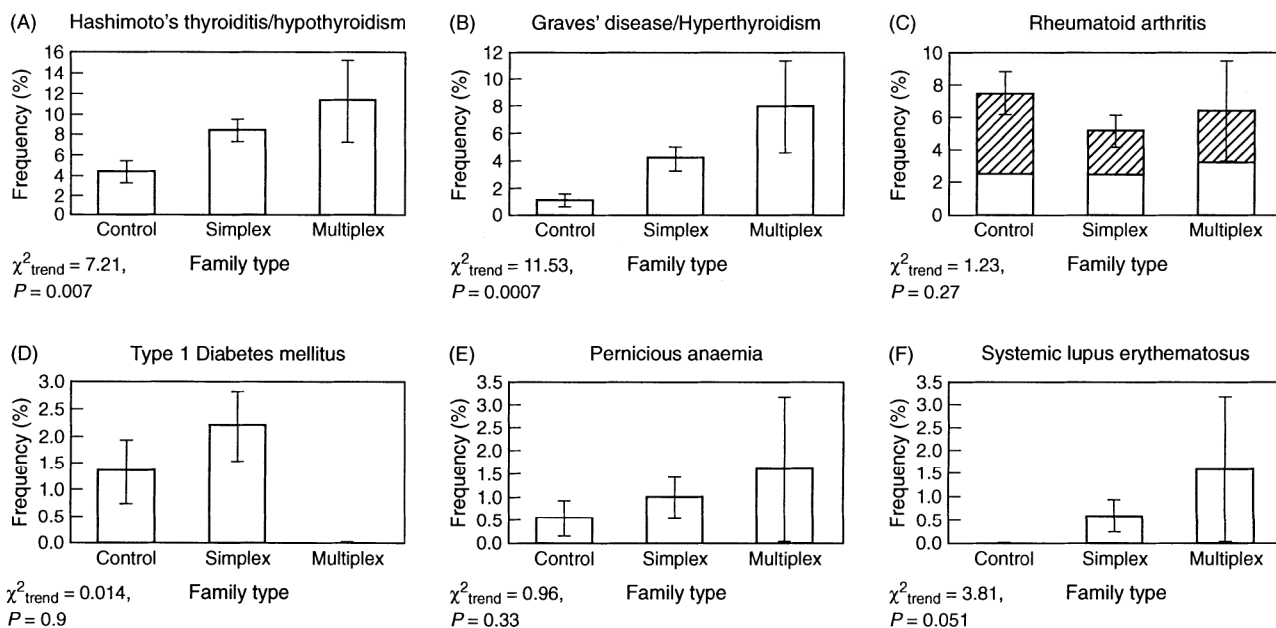 (A) Hashimoto's thyroiditis/hypothyroidism
Frequency (%)
16
14
12
10
8
6
4
2
0
Control Simplex Multiplex
χ²trend = 7.21, Family type
P = 0.007
(B) Graves' disease/Hyperthyroidism
Frequency (%)
12
10
8
6
4
2
0
Control Simplex Multiplex
χ²trend = 11.53, Family type
P = 0.0007
(C) Rheumatoid arthritis
Frequency (%)
10
8
6
4
2
0
Control Simplex Multiplex
χ²trend = 1.23, Family type
P = 0.27
(D) Type 1 Diabetes mellitus
Frequency (%)
3.0
2.5
2.0
1.5
1.0
0.5
0.0
Control Simplex Multiplex
χ²trend = 0.014, Family type
P = 0.9
(E) Pernicious anaemia
Frequency (%)
3.5
3.0
2.5
2.0
1.5
1.0
0.5
0.0
Control Simplex Multiplex
χ²trend = 0.96, Family type
P = 0.33
(F) Systemic lupus erythematosus
Frequency (%)
3.5
3.0
2.5
2.0
1.5
1.0
0.5
0.0
Control Simplex Multiplex
χ²trend = 3.81, Family type
P = 0.051